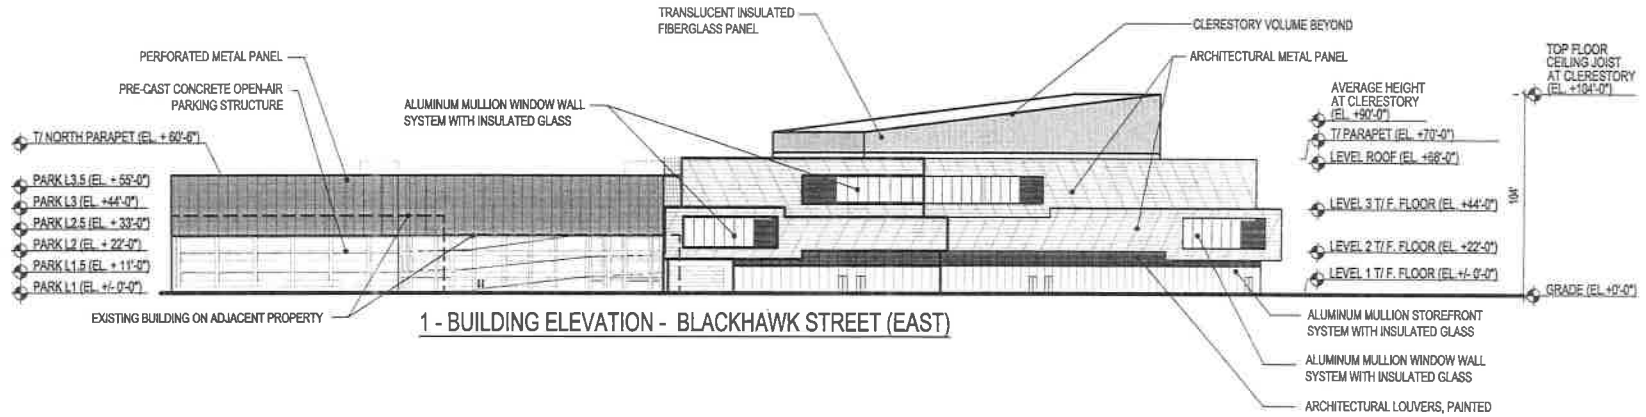 TRANSLUCENT INSULATED
FIBERGLASS PANEL
CLERESTORY VOLUME BEYOND
PERFORATED METAL PANEL
ARCHITECTURAL METAL PANEL
TOP FLOOR
CEILING JOIST
AT CLERESTORY
(EL. +104'-0")
PRE-CAST CONCRETE OPEN-AIR
PARKING STRUCTURE
ALUMINUM MULLION WINDOW WALL
SYSTEM WITH INSULATED GLASS
AVERAGE HEIGHT
AT CLERESTORY
(EL. +90'-0")
T/ NORTH PARAPET (EL. + 60'-6")
T/ PARAPET (EL. +70'-0")
LEVEL ROOF (EL. +68'-0")
PARK L3.5 (EL. + 55'-0")
PARK L3 (EL. +44'-0")
PARK L2.5 (EL. + 33'-0")
PARK L2 (EL. + 22'-0")
PARK L1.5 (EL. + 11'-0")
PARK L1 (EL. +/- 0'-0")
104'
LEVEL 3 T/ F. FLOOR (EL. +44'-0")
LEVEL 2 T/ F. FLOOR (EL. +22'-0")
LEVEL 1 T/ F. FLOOR (EL.+/- 0'-0")
GRADE (EL.+0'-0")
EXISTING BUILDING ON ADJACENT PROPERTY
1 - BUILDING ELEVATION - BLACKHAWK STREET (EAST)
ALUMINUM MULLION STOREFRONT
SYSTEM WITH INSULATED GLASS
ALUMINUM MULLION WINDOW WALL
SYSTEM WITH INSULATED GLASS
ARCHITECTURAL LOUVERS, PAINTED